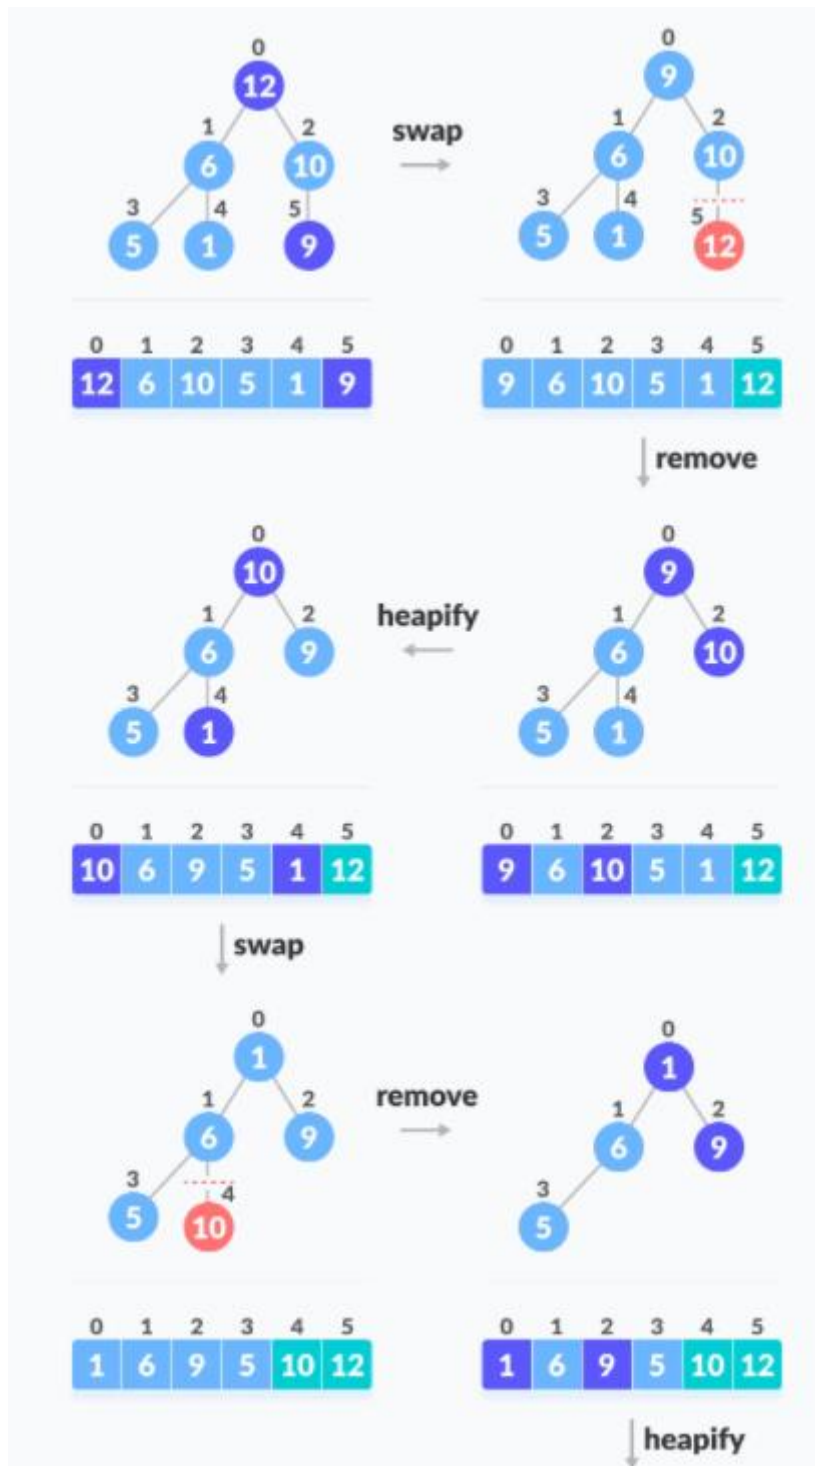 0 0
12 9
1 2 swap 1 2
6 10 6 10
3 4 5 3 4 5
5 1 9 5 1 12
0 1 2 3 4 5 0 1 2 3 4 5
12 6 10 5 1 9 9 6 10 5 1 12
remove
0 0
10 9
1 2 heapify 1 2
6 9 6 10
3 4 3 4
5 1 5 1
0 1 2 3 4 5 0 1 2 3 4 5
10 6 9 5 1 12 9 6 10 5 1 12
swap
0 0
1 1
1 2 remove 1 2
6 9 6 9
3 4 3
5 10 5
0 1 2 3 4 5 0 1 2 3 4 5
1 6 9 5 10 12 1 6 9 5 10 12
heapify